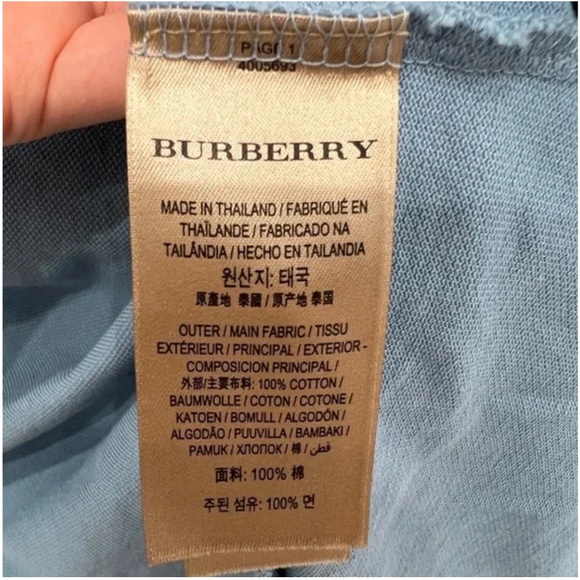 PAGE 1
4005693
BURBERRY
MADE IN THAILAND / FABRIQUÉ EN
THAÏLANDE / FABRICADO NA
TAILÂNDIA / HECHO EN TAILANDIA
원산지: 태국
原產地 泰國 / 原产地 泰国
OUTER / MAIN FABRIC / TISSU
EXTÉRIEUR / PRINCIPAL / EXTERIOR -
COMPOSICION PRINCIPAL /
外部/主要布料: 100% COTTON /
BAUMWOLLE / COTON / COTONE /
KATOEN / BOMULL / ALGODÓN /
ALGODÃO / PUUVILLA / BAMBAKI /
PAMUK / ХЛОПОК / 棉 / قطن /
面料: 100% 棉
주된 섬유: 100% 면